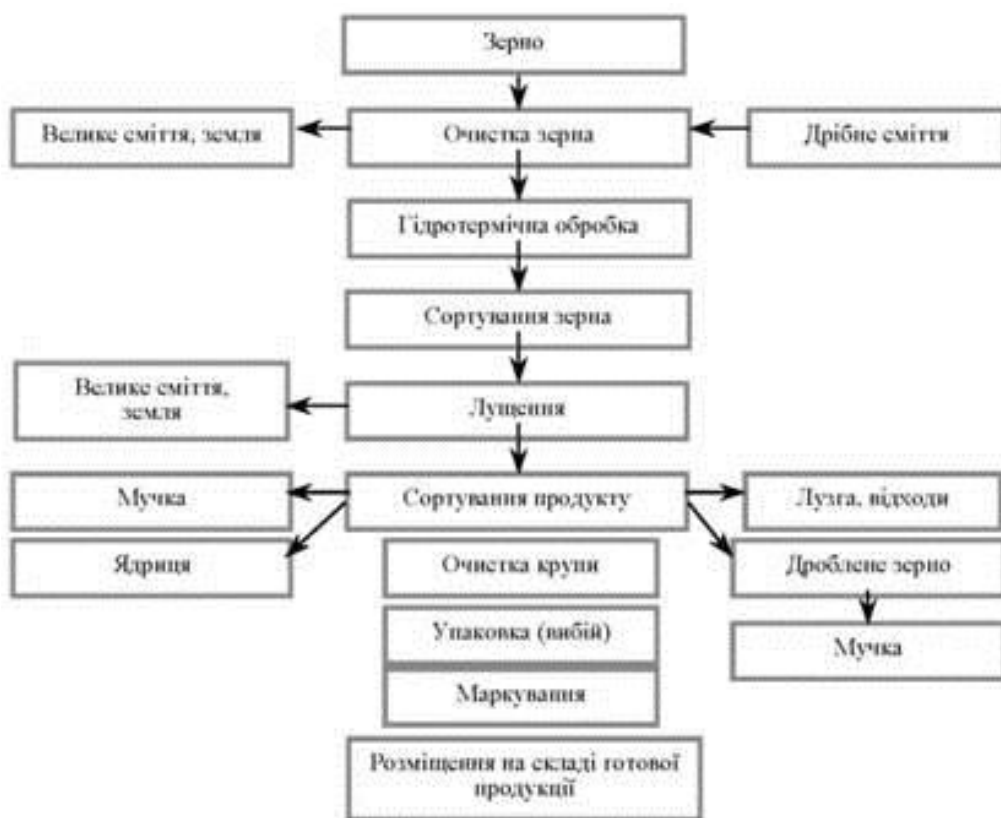 Зерно
Велике сміття, земля
Очистка зерна
Дрібне сміття
Гідротермічна обробка
Сортування зерна
Велике сміття,
земля
Лущення
Мучка
Сортування продукту
Лузга, відходи
Ядриця
Очистка крупи
Дроблене зерно
Упаковка (вибій)
Мучка
Маркування
Розміщення на складі готової
продукції